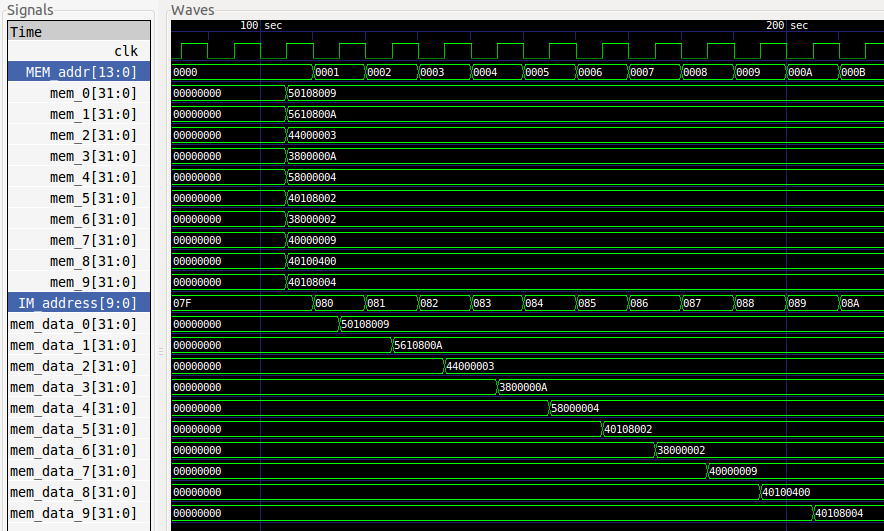 Signals Waves
Time 100 sec 200 sec
clk
MEM_addr[13:0] 0000 0001 0002 0003 0004 0005 0006 0007 0008 0009 000A 000B
mem_0[31:0] 00000000 50108009
mem_1[31:0] 00000000 5610800A
mem_2[31:0] 00000000 44000003
mem_3[31:0] 00000000 3800000A
mem_4[31:0] 00000000 58000004
mem_5[31:0] 00000000 40108002
mem_6[31:0] 00000000 38000002
mem_7[31:0] 00000000 40000009
mem_8[31:0] 00000000 40100400
mem_9[31:0] 00000000 40108004
IM_address[9:0] 07F 080 081 082 083 084 085 086 087 088 089 08A
mem_data_0[31:0] 00000000 50108009
mem_data_1[31:0] 00000000 5610800A
mem_data_2[31:0] 00000000 44000003
mem_data_3[31:0] 00000000 3800000A
mem_data_4[31:0] 00000000 58000004
mem_data_5[31:0] 00000000 40108002
mem_data_6[31:0] 00000000 38000002
mem_data_7[31:0] 00000000 40000009
mem_data_8[31:0] 00000000 40100400
mem_data_9[31:0] 00000000 40108004